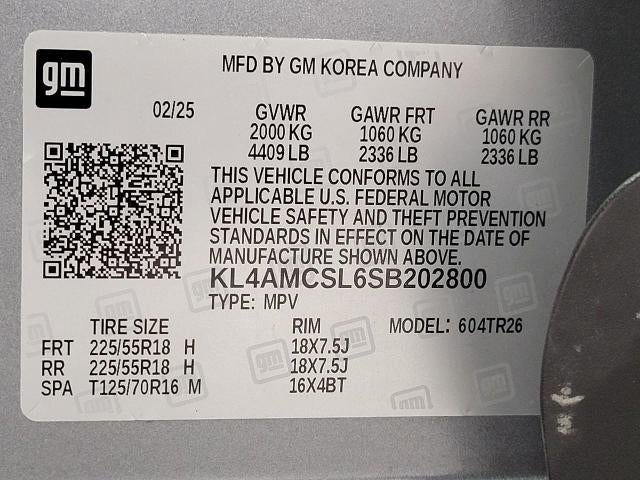 gm
MFD BY GM KOREA COMPANY
02/25 GVWR GAWR FRT GAWR RR
2000 KG 1060 KG 1060 KG
4409 LB 2336 LB 2336 LB
THIS VEHICLE CONFORMS TO ALL
APPLICABLE U.S. FEDERAL MOTOR
VEHICLE SAFETY AND THEFT PREVENTION
STANDARDS IN EFFECT ON THE DATE OF
MANUFACTURE SHOWN ABOVE.
KL4AMCSL6SB202800
TYPE: MPV
TIRE SIZE RIM MODEL: 604TR26
FRT 225/55R18 H 18X7.5J
RR 225/55R18 H 18X7.5J
SPA T125/70R16 M 16X4BT